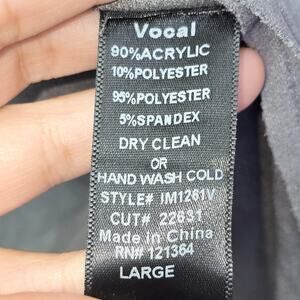 Vocal
90%ACRYLIC
10%POLYESTER
95%POLYESTER
5%SPANDEX
DRY CLEAN
OR
HAND WASH COLD
STYLE# IM1261V
CUT# 22631
Made in China
RN# 121364
LARGE